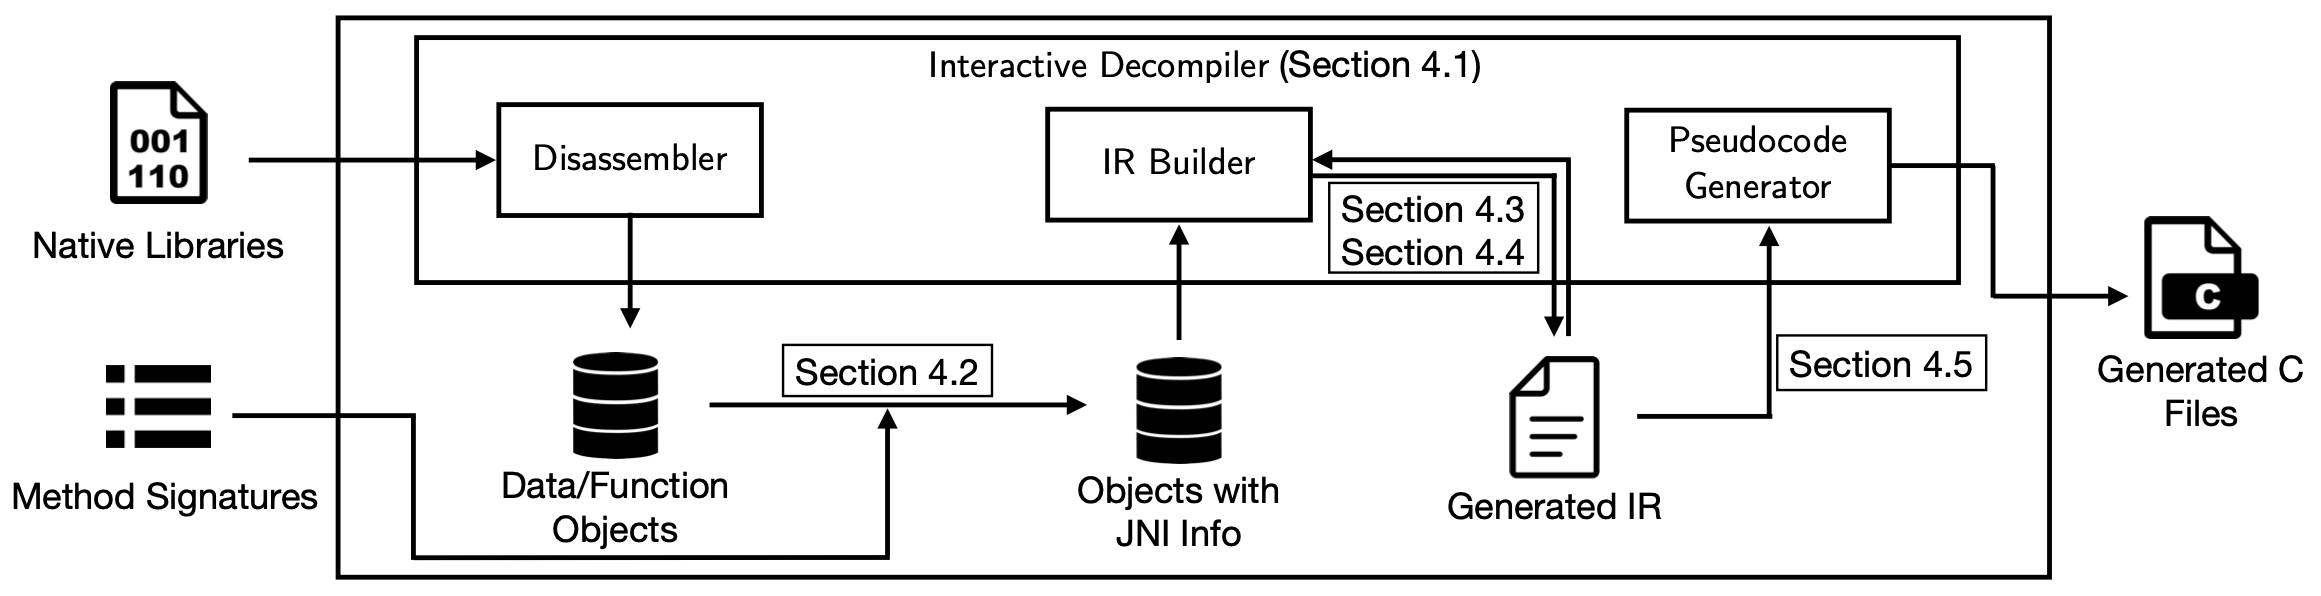 Interactive Decompiler (Section 4.1)
001
110
Native Libraries
Disassembler
IR Builder
Section 4.3
Section 4.4
Pseudocode
Generator
Method Signatures
Data/Function
Objects
Section 4.2
Objects with
JNI Info
Generated IR
Section 4.5
C
Generated C
Files